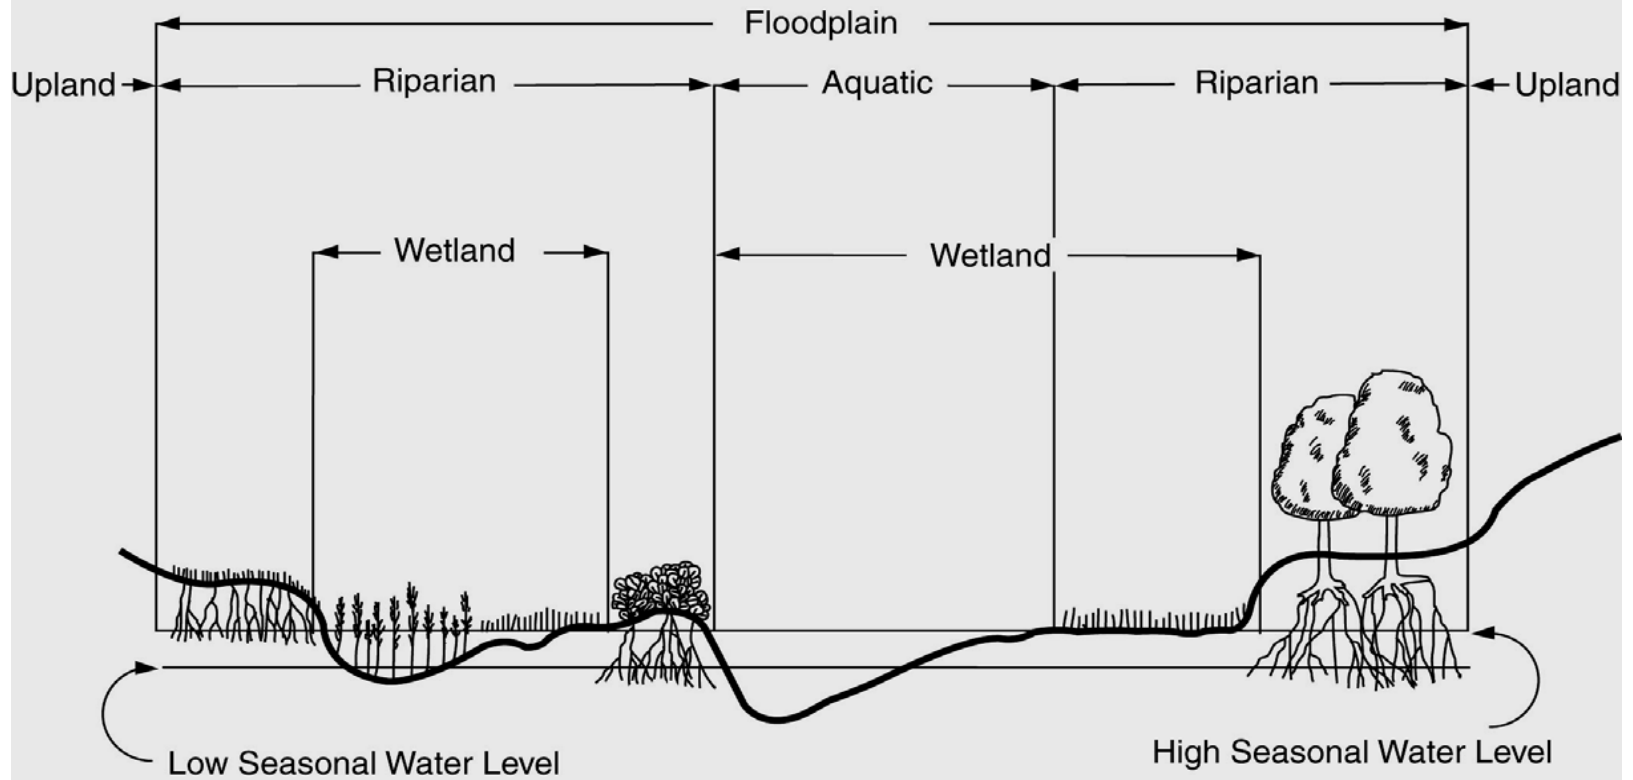 Floodplain
Upland
Riparian
Aquatic
Riparian
Upland
Wetland
Wetland
Low Seasonal Water Level
High Seasonal Water Level